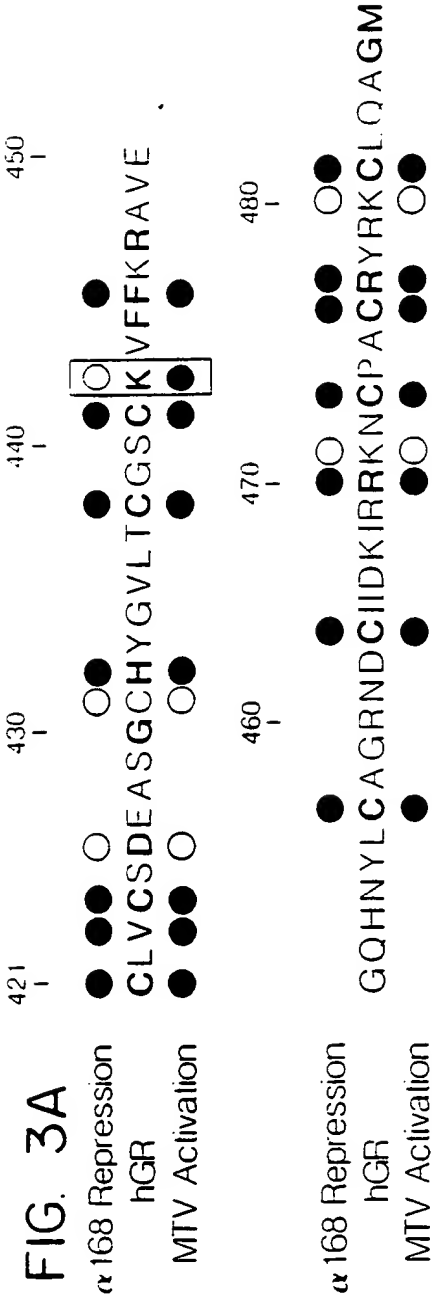 FIG. 3A
421 430 440 450
α168 Repression
hGR CLVCSDEASGCHYGVLTCGSCKVFFKRAVE
MTV Activation
460 470 480
α168 Repression
hGR GQHNYLCAGRNDCIIDKIRRKNCPACRYRKCLQAGM
MTV Activation